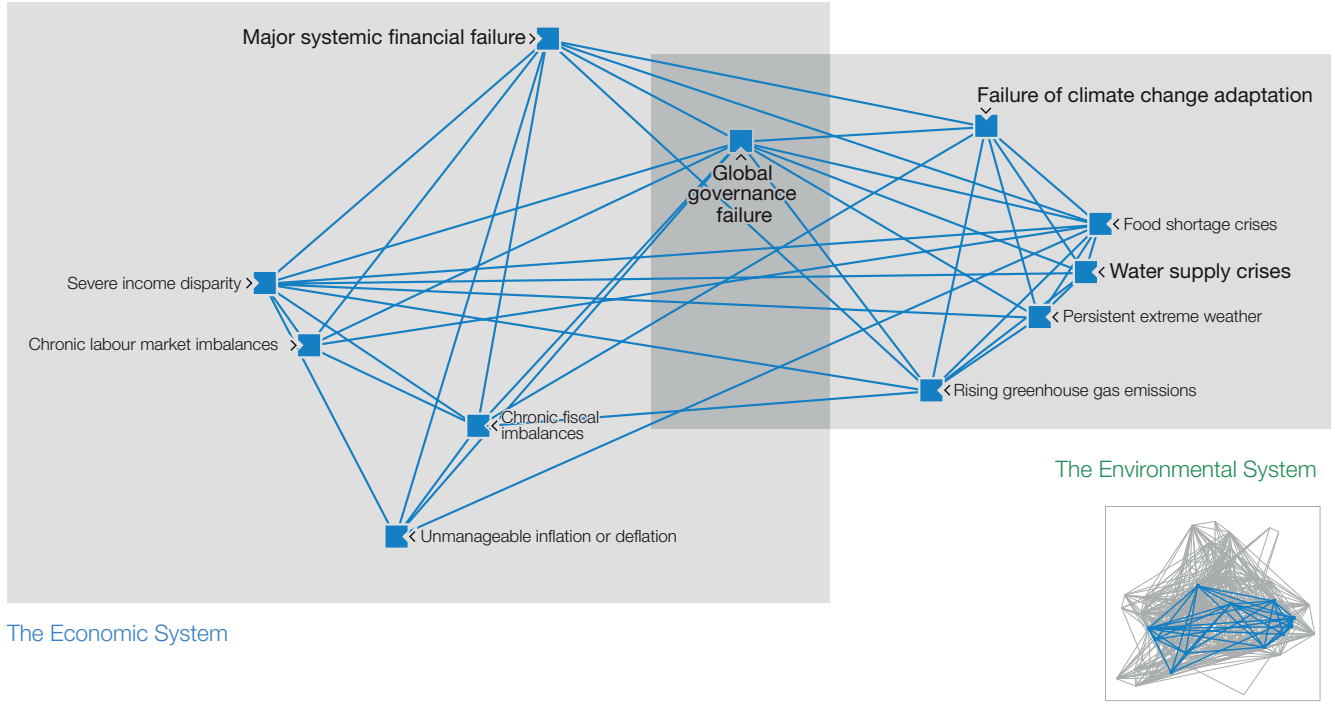 Major systemic financial failure
Failure of climate change adaptation
Global
governance
failure
Food shortage crises
Water supply crises
Severe income disparity
Persistent extreme weather
Chronic labour market imbalances
Rising greenhouse gas emissions
Chronic fiscal
imbalances
The Environmental System
Unmanageable inflation or deflation
The Economic System